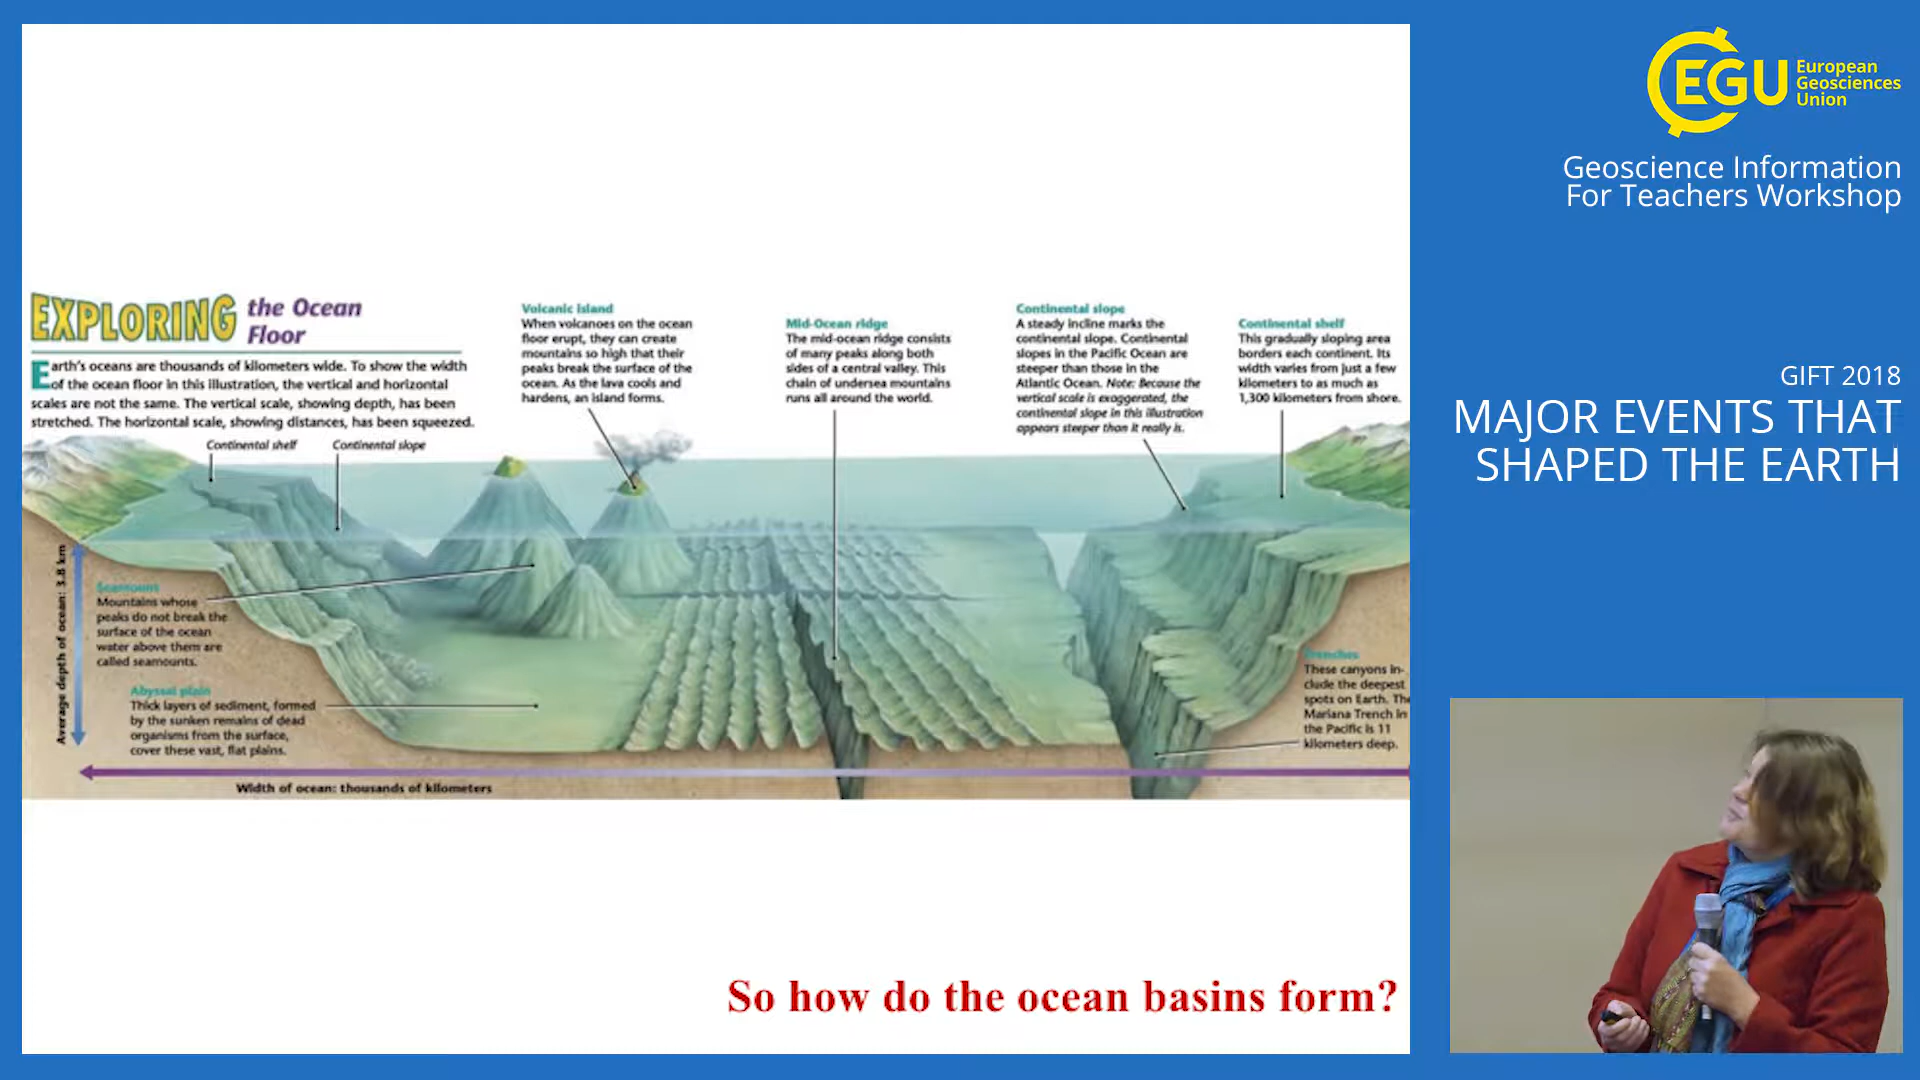 EXPLORING the Ocean
Floor
Earth's oceans are thousands of kilometers wide. To show the width
of the ocean floor in this illustration, the vertical and horizontal
scales are not the same. The vertical scale, showing depth, has been
stretched. The horizontal scale, showing distances, has been squeezed.
Continental shelf
Continental slope
Volcanic Island
When volcanoes on the ocean
floor erupt, they can create
mountains so high that their
peaks break the surface of the
ocean. As the lava cools and
hardens, an island forms.
Mid-Ocean ridge
The mid-ocean ridge consists
of many peaks along both
sides of a central valley. This
chain of undersea mountains
runs all around the world.
Continental slope
A steady incline marks the
continental slope. Continental
slopes in the Pacific Ocean are
steeper than those in the
Atlantic Ocean. Note: Because the
vertical scale is exaggerated, the
continental slope in this illustration
appears steeper than it really is.
Continental shelf
This gradually sloping area
borders each continent. Its
width varies from just a few
kilometers to as much as
1,300 kilometers from shore.
Average depth of ocean: 3.8 km
Seamounts
Mountains whose
peaks do not break the
surface of the ocean
water above them are
called seamounts.
Abyssal plain
Thick layers of sediment, formed
by the sunken remains of dead
organisms from the surface,
cover these vast, flat plains.
Trenches
These canyons in-
clude the deepest
spots on Earth. The
Mariana Trench in
the Pacific is 11
kilometers deep.
Width of ocean: thousands of kilometers
So how do the ocean basins form?
EGU European
Geosciences
Union
Geoscience Information
For Teachers Workshop
GIFT 2018
MAJOR EVENTS THAT
SHAPED THE EARTH